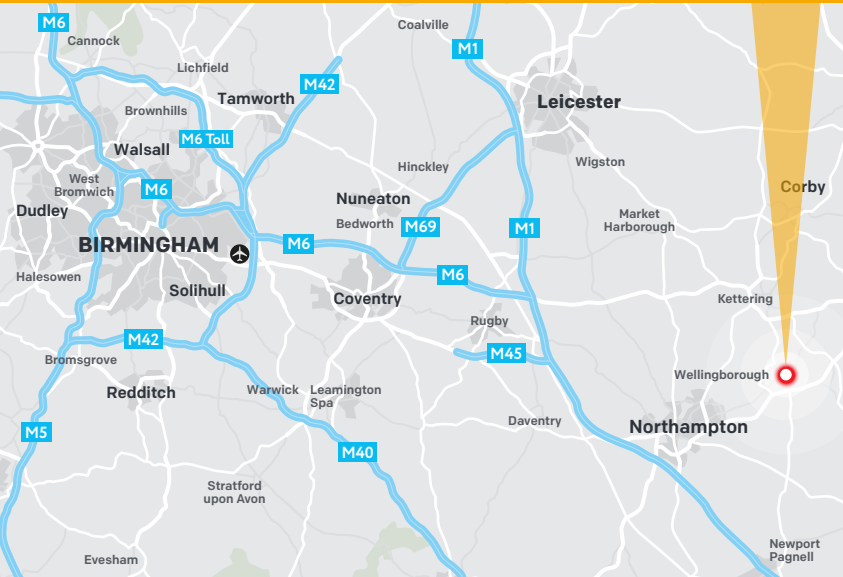 M6
Cannock
Coalville
M1
Lichfield
M42
Tamworth
Leicester
Brownhills
M6 Toll
Walsall
Wigston
Hinckley
West
Bromwich
M6
Corby
Nuneaton
Dudley
Bedworth
M69
M1
Market
Harborough
BIRMINGHAM
M6
M6
Halesowen
Solihull
Coventry
Kettering
Rugby
M42
M45
Bromsgrove
Wellingborough
Redditch
Warwick
Leamington
Spa
Daventry
Northampton
M5
M40
Stratford
upon Avon
Newport
Pagnell
Evesham